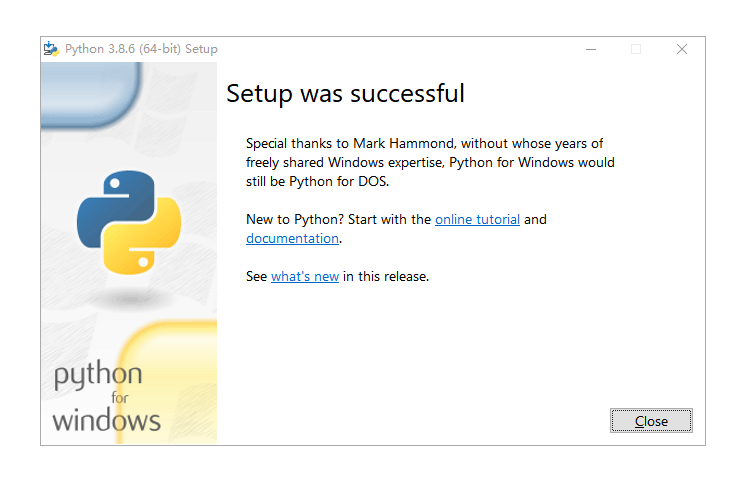 Python 3.8.6 (64-bit) Setup
Setup was successful
Special thanks to Mark Hammond, without whose years of
freely shared Windows expertise, Python for Windows would
still be Python for DOS.
New to Python? Start with the online tutorial and
documentation.
See what's new in this release.
python
for
windows
Close